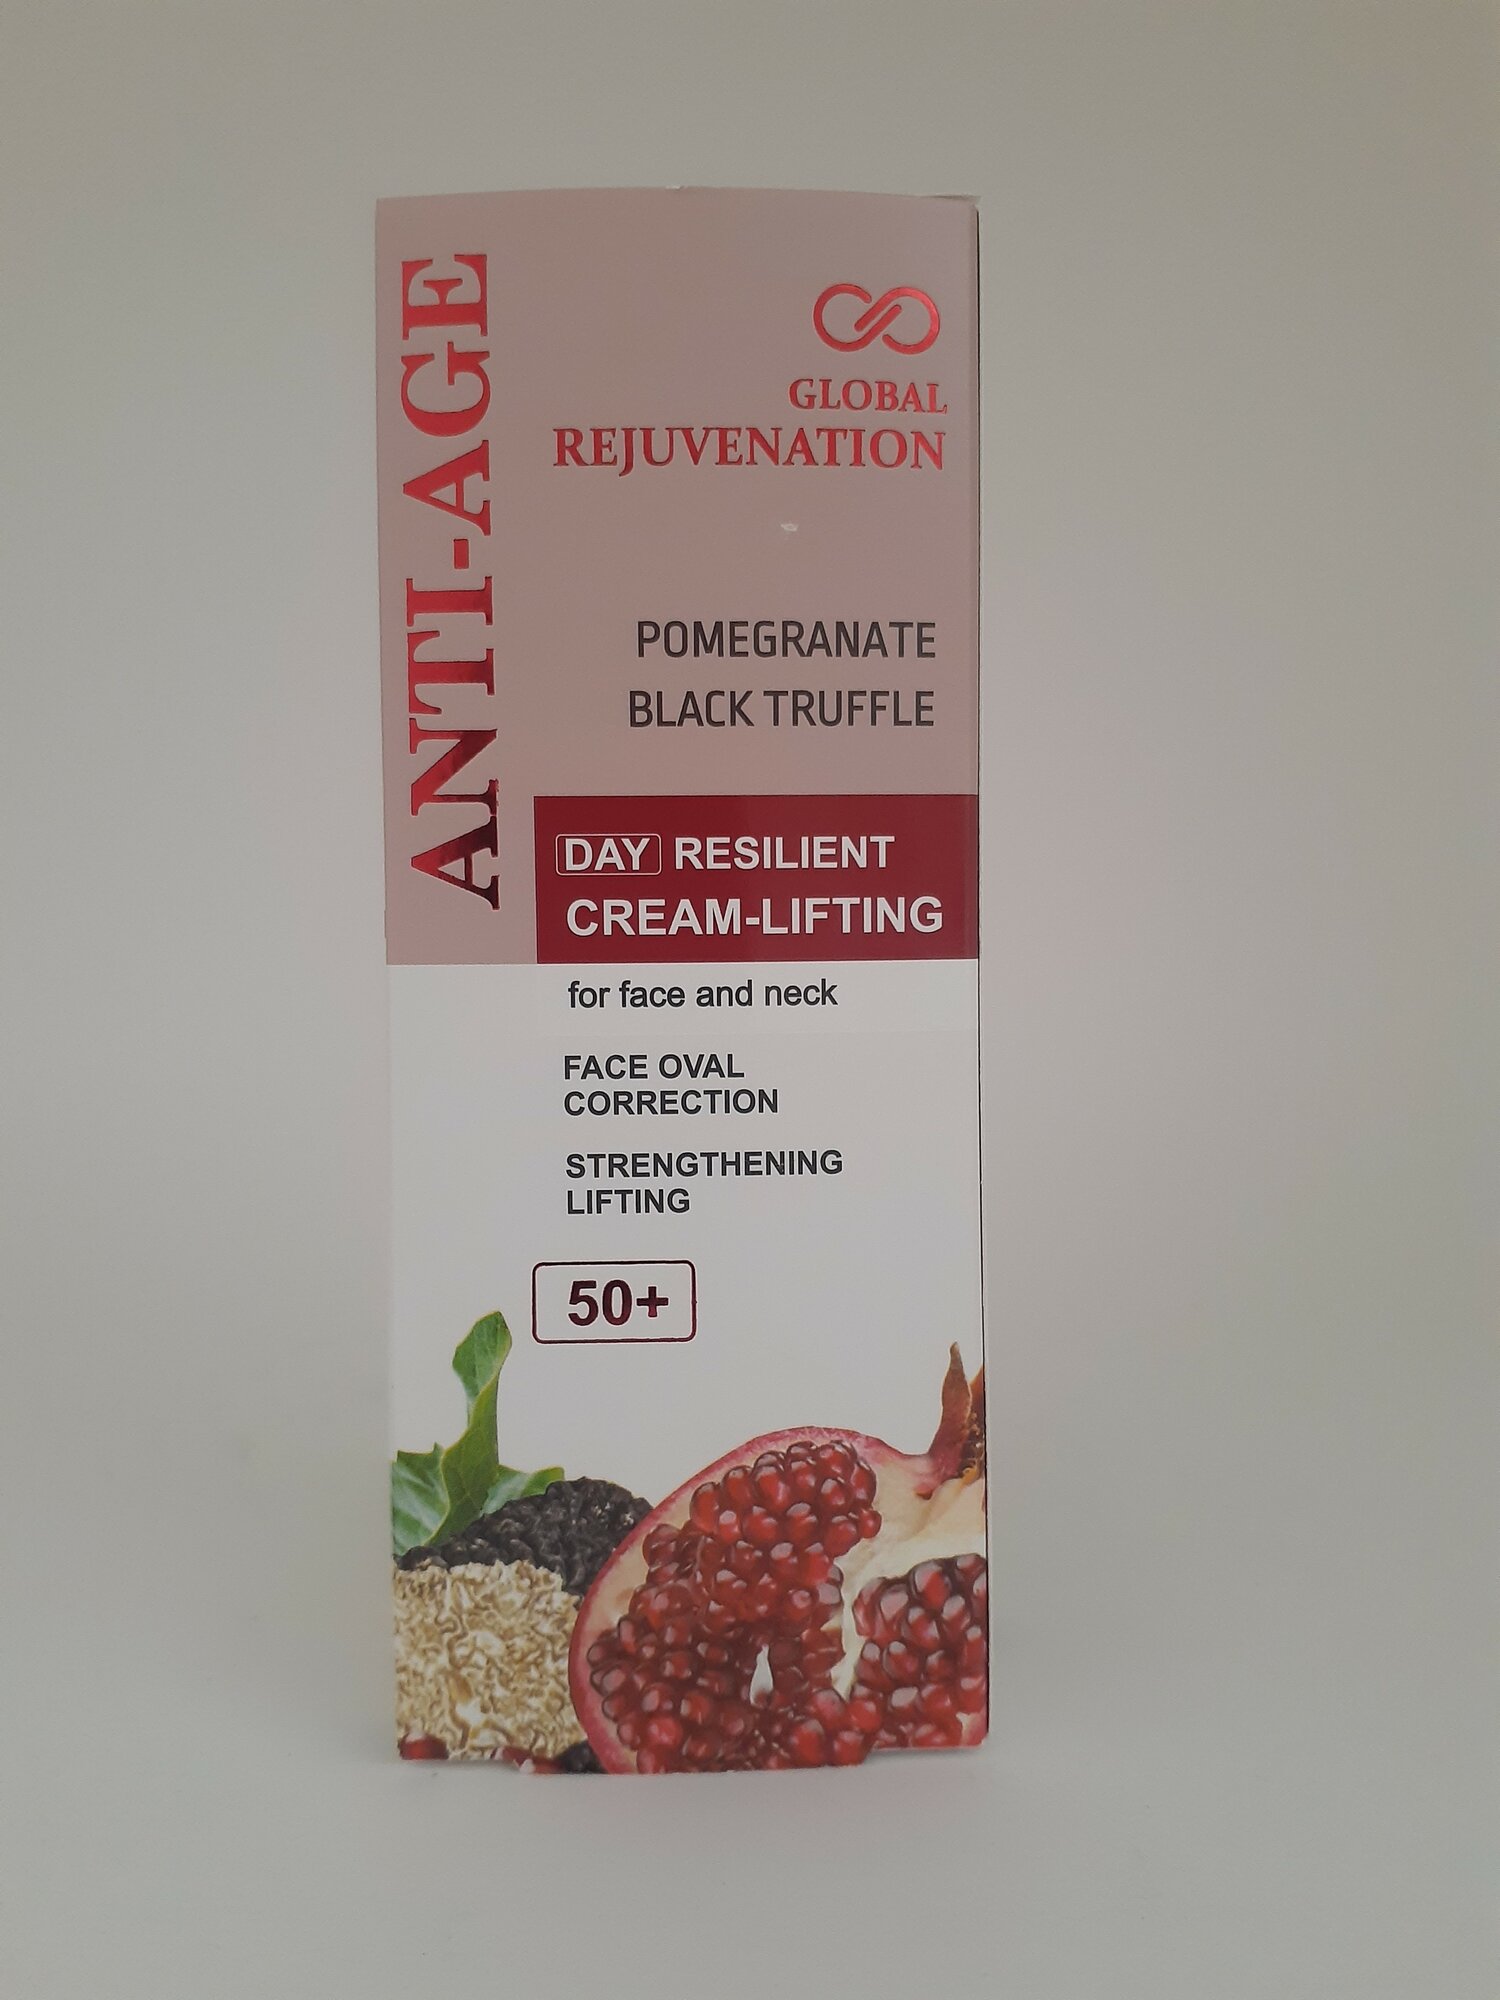 ANTI-AGE
GLOBAL
REJUVENATION
POMEGRANATE
BLACK TRUFFLE
DAY RESILIENT
CREAM-LIFTING
for face and neck
FACE OVAL
CORRECTION
STRENGTHENING
LIFTING
50+